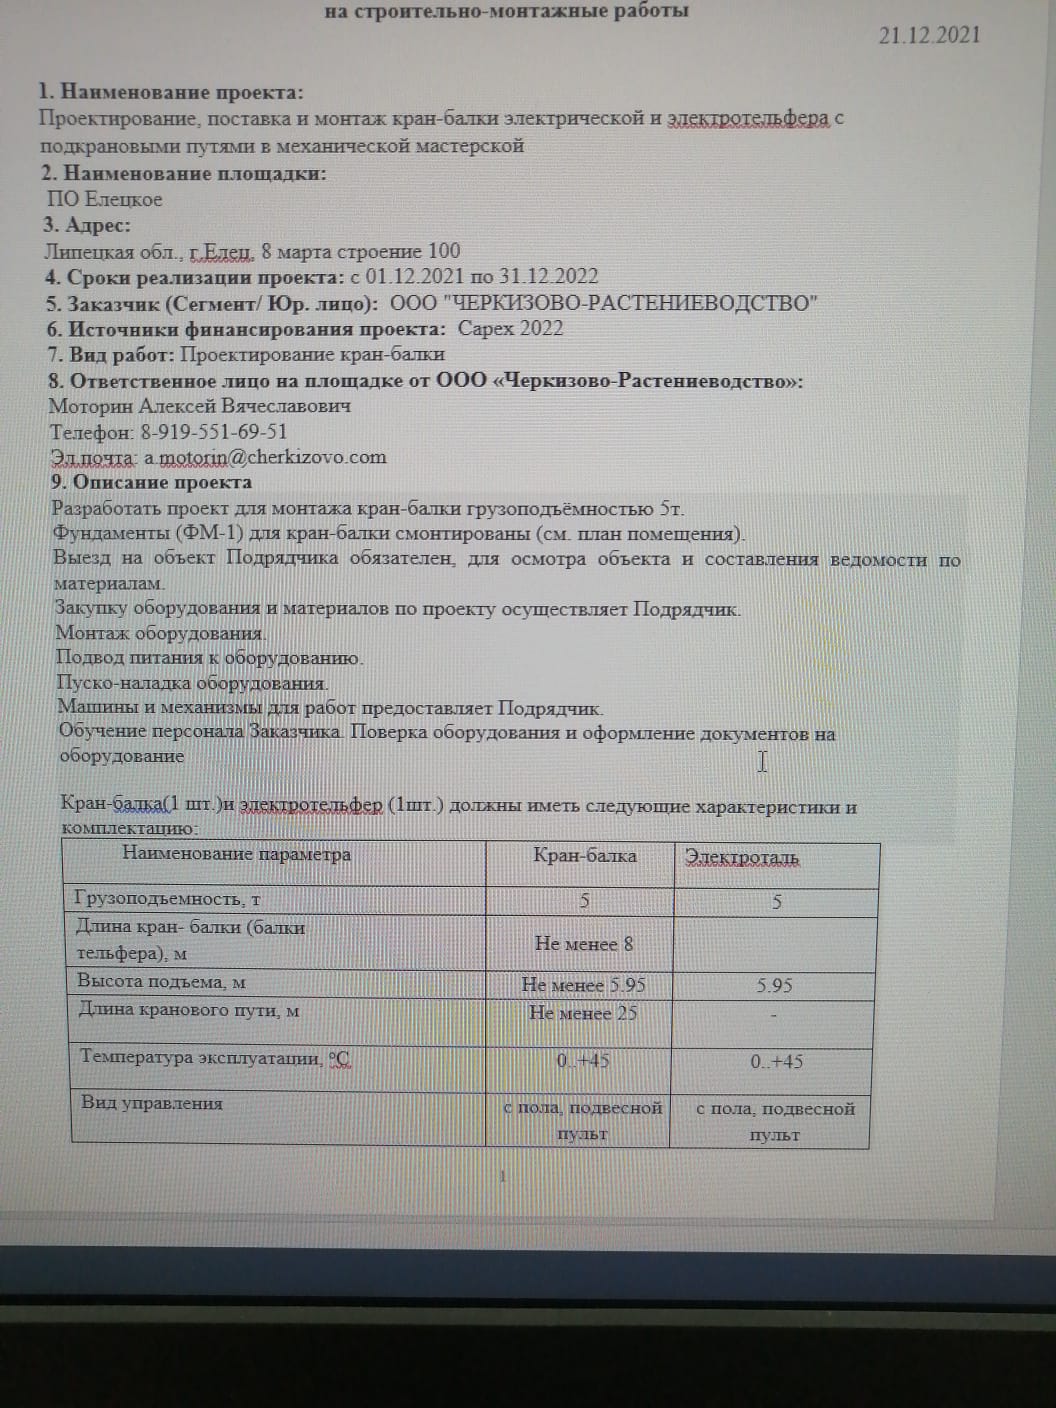 на строительно-монтажные работы
21.12.2021
1. Наименование проекта:
Проектирование, поставка и монтаж кран-балки электрической и электротельфера с
подкрановыми путями в механической мастерской
2. Наименование площадки:
ПО Елецкое
3. Адрес:
Липецкая обл., г.Елец, 8 марта строение 100
4. Сроки реализации проекта: с 01.12.2021 по 31.12.2022
5. Заказчик (Сегмент/ Юр. лицо): ООО "ЧЕРКИЗОВО-РАСТЕНИЕВОДСТВО"
6. Источники финансирования проекта: Capex 2022
7. Вид работ: Проектирование кран-балки
8. Ответственное лицо на площадке от ООО «Черкизово-Растениеводство»:
Моторин Алексей Вячеславович
Телефон: 8-919-551-69-51
Эл.почта: a.motorin@cherkizovo.com
9. Описание проекта
Разработать проект для монтажа кран-балки грузоподъёмностью 5т.
Фундаменты (ФМ-1) для кран-балки смонтированы (см. план помещения).
Выезд на объект Подрядчика обязателен, для осмотра объекта и составления ведомости по
материалам.
Закупку оборудования и материалов по проекту осуществляет Подрядчик.
Монтаж оборудования.
Подвод питания к оборудованию.
Пуско-наладка оборудования.
Машины и механизмы для работ предоставляет Подрядчик.
Обучение персонала Заказчика. Поверка оборудования и оформление документов на
оборудование
Кран-балка(1 шт.)и электротельфер (1шт.) должны иметь следующие характеристики и
комплектацию:
Наименование параметра Кран-балка Электроталь
Грузоподъемность, т 5 5
Длина кран- балки (балки
тельфера), м Не менее 8
Высота подъема, м Не менее 5.95 5.95
Длина кранового пути, м Не менее 25 -
Температура эксплуатации, °С 0..+45 0..+45
Вид управления с пола, подвесной с пола, подвесной
пульт пульт
1